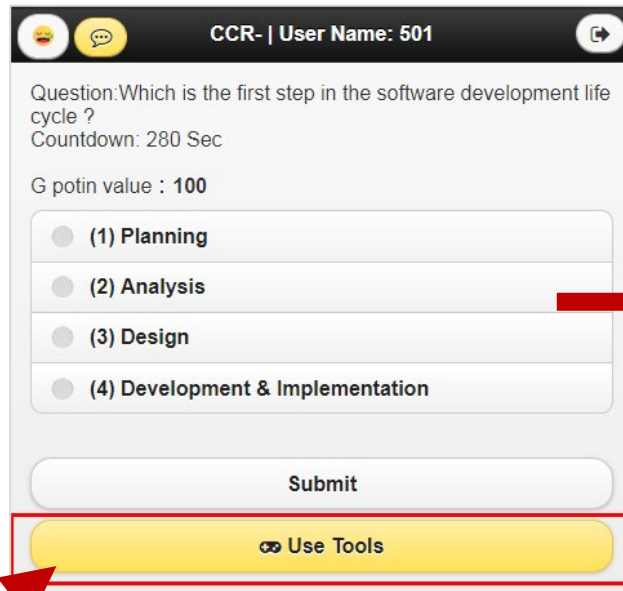 CCR- | User Name: 501
Question:Which is the first step in the software development life
cycle ?
Countdown: 280 Sec
G potin value : 100
(1) Planning
(2) Analysis
(3) Design
(4) Development & Implementation
Submit
Use Tools